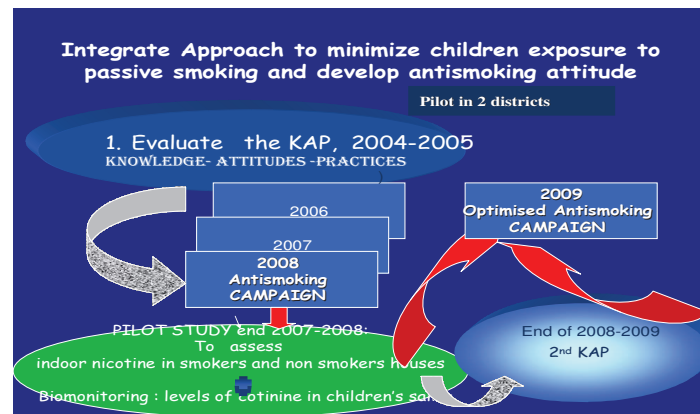 Integrate Approach to minimize children exposure to
passive smoking and develop antismoking attitude
Pilot in 2 districts
1. Evaluate the KAP, 2004-2005
KNOWLEDGE- ATTITUDES -PRACTICES
2006
2007
2008
Antismoking
CAMPAIGN
2009
Optimised Antismoking
CAMPAIGN
PILOT STUDY end 2007-2008:
To assess
indoor nicotine in smokers and non smokers houses
Biomonitoring : levels of cotinine in children's
End of 2008-2009
2nd KAP